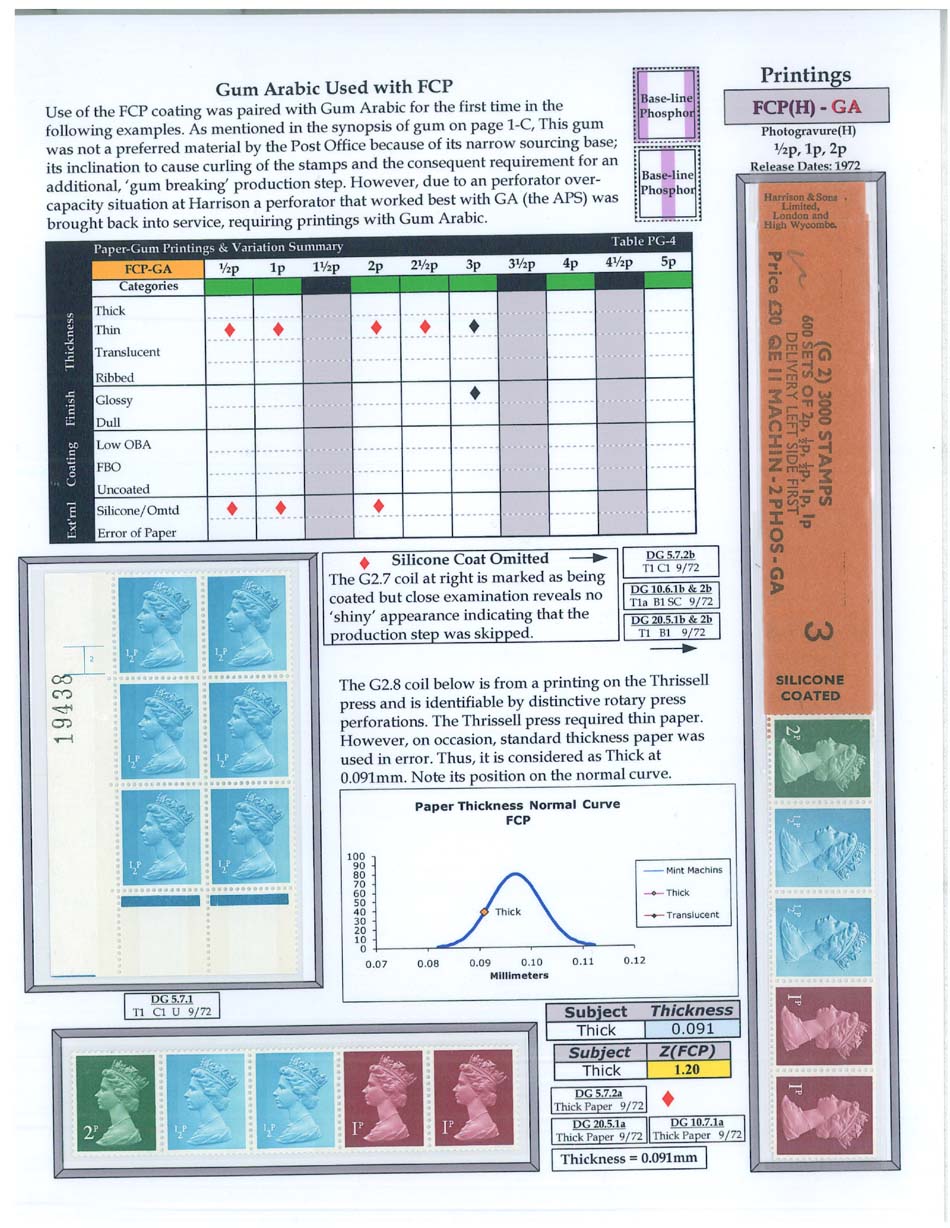 Gum Arabic Used with FCP
Use of the FCP coating was paired with Gum Arabic for the first time in the
following examples. As mentioned in the synopsis of gum on page 1-C, This gum
was not a preferred material by the Post Office because of its narrow sourcing base;
its inclination to cause curling of the stamps and the consequent requirement for an
additional, 'gum breaking' production step. However, due to an perforator over-
capacity situation at Harrison a perforator that worked best with GA (the APS) was
brought back into service, requiring printings with Gum Arabic.
Base-line
Phosphor
Base-line
Phosphor
Printings
FCP(H) - GA
Photogravure(H)
½p, 1p, 2p
Release Dates: 1972
Paper-Gum Printings & Variation Summary Table PG-4
FCP-GA ½p 1p 1½p 2p 2½p 3p 3½p 4p 4½p 5p
Categories
Thickness
Thick
Thin
Translucent
Ribbed
Finish
Glossy
Dull
Coating
Low OBA
FBO
Uncoated
Ext'rnl
Silicone/Omtd
Error of Paper
Harrison & Sons
Limited,
London and
High Wycombe.
(G 2) 3000 STAMPS
600 SETS OF 2p, ½p, ½p, 1p, 1p
DELIVERY LEFT SIDE FIRST
Price £30 QE II MACHIN - 2 PHOS - GA
3
SILICONE
COATED
2P
½P
½P
1P
1P
Silicone Coat Omitted
The G2.7 coil at right is marked as being
coated but close examination reveals no
'shiny' appearance indicating that the
production step was skipped.
DG 5.7.2b
T1 C1 9/72
DG 10.6.1b & 2b
T1a B1 SC 9/72
DG 20.5.1b & 2b
T1 B1 9/72
2
19438
½P ½P
½P ½P
½P ½P
DG 5.7.1
T1 C1 U 9/72
The G2.8 coil below is from a printing on the Thrissell
press and is identifiable by distinctive rotary press
perforations. The Thrissell press required thin paper.
However, on occasion, standard thickness paper was
used in error. Thus, it is considered as Thick at
0.091mm. Note its position on the normal curve.
Paper Thickness Normal Curve
FCP
100
90
80
70
60
50
40
30
20
10
0
Thick
0.07 0.08 0.09 0.10 0.11 0.12
Millimeters
Mint Machins
Thick
Translucent
Subject Thickness
Thick 0.091
Subject Z(FCP)
Thick 1.20
DG 5.7.2a
Thick Paper 9/72
DG 20.5.1a
Thick Paper 9/72
DG 10.7.1a
Thick Paper 9/72
Thickness = 0.091mm
2P ½P ½P 1P 1P